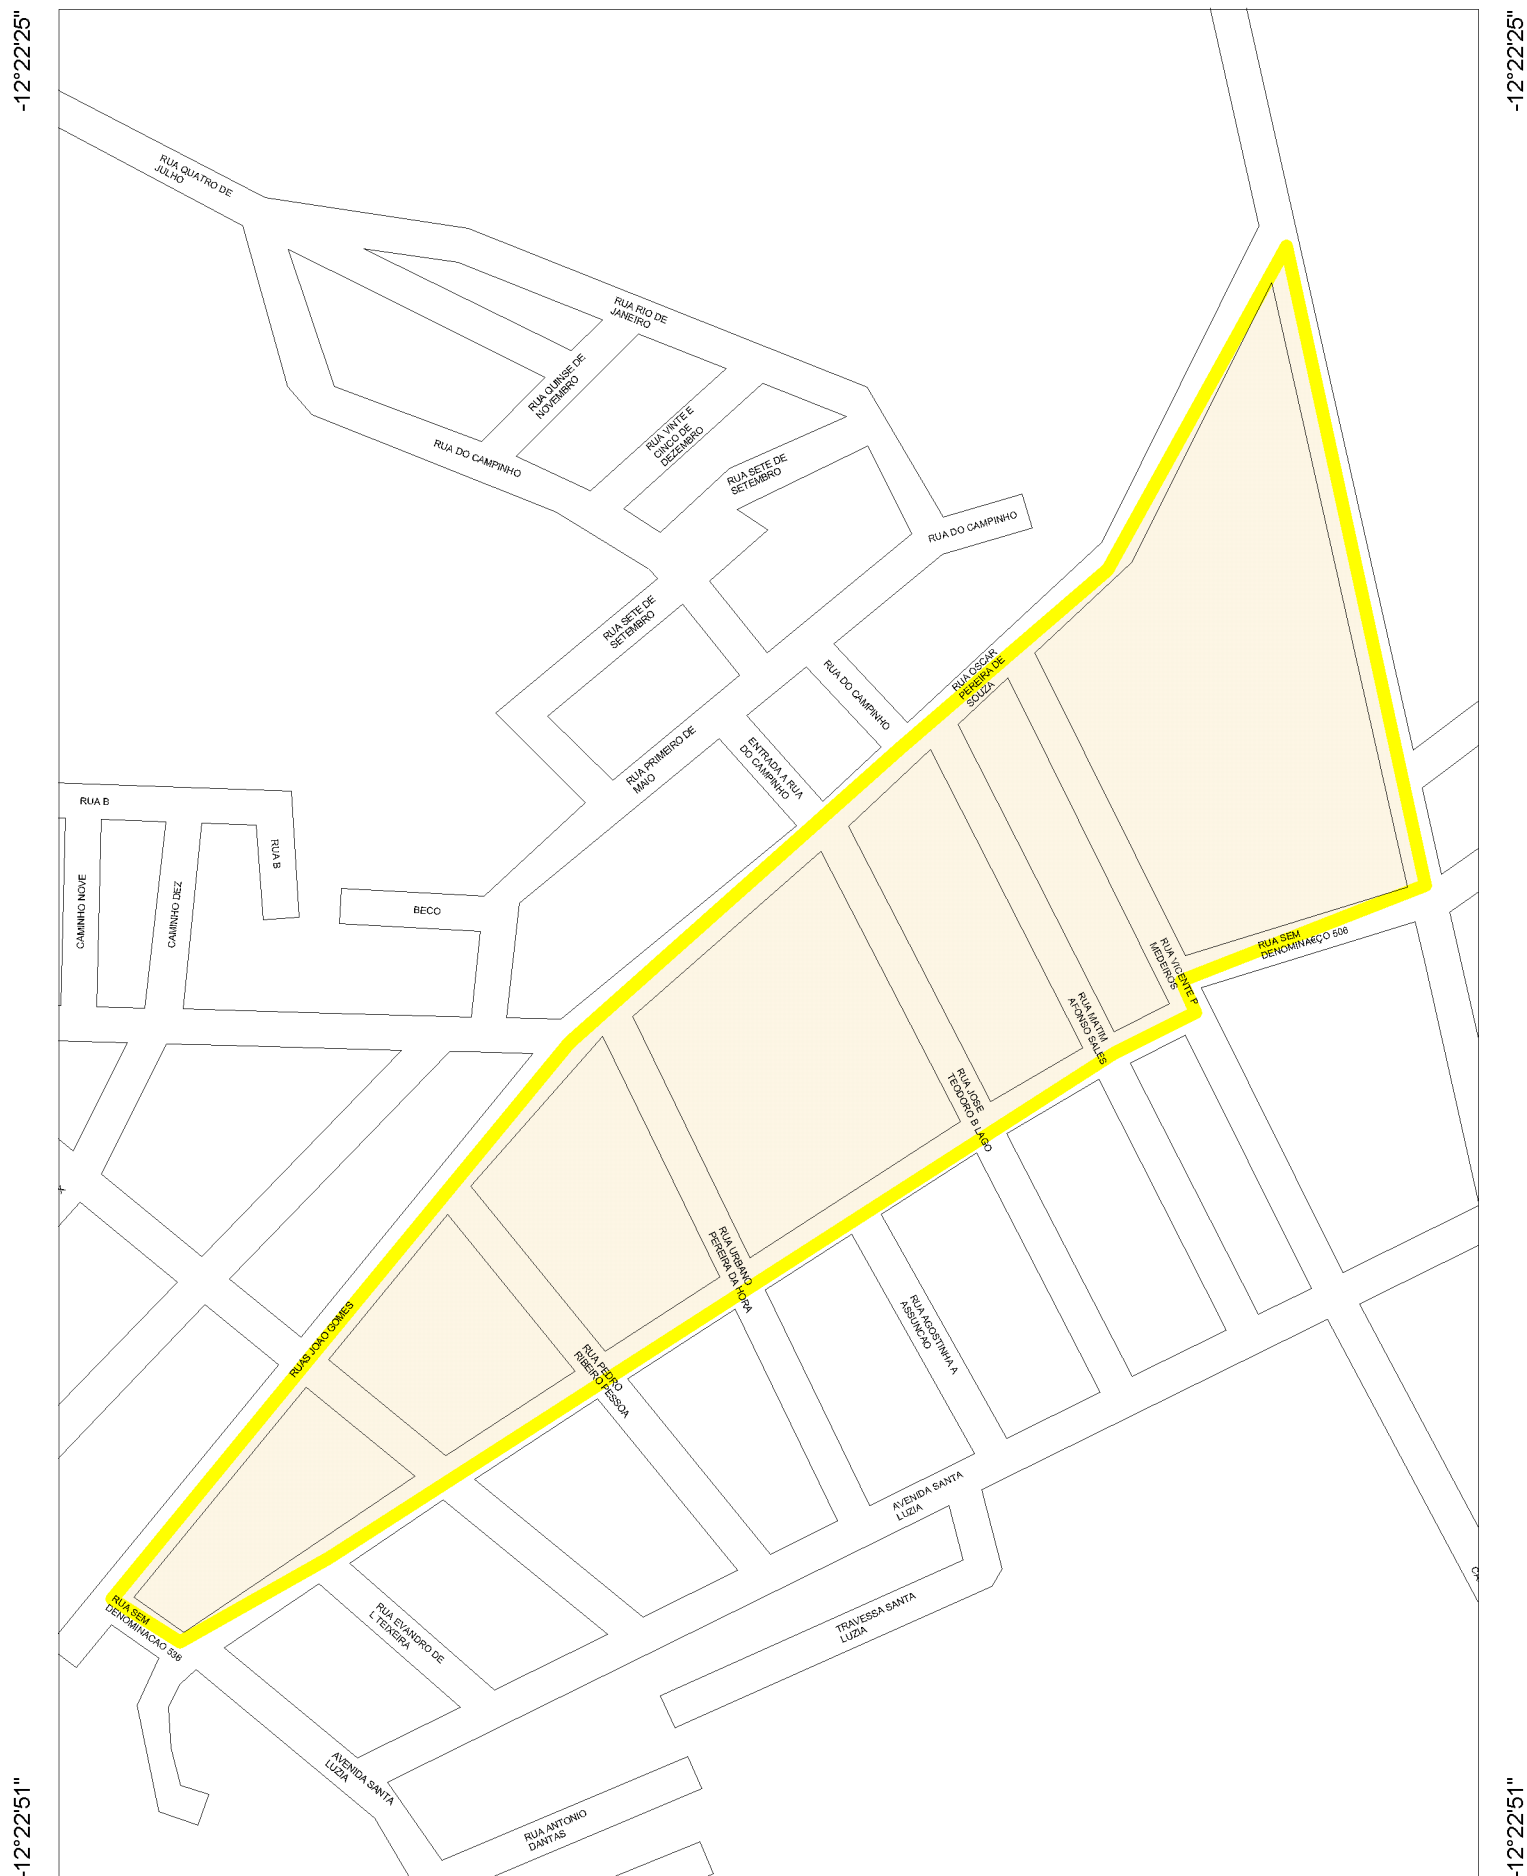 -12°22'25"
-12°22'25"
RUA QUATRO DE
JULHO
RUA RIO DE
JANEIRO
RUA QUINSE DE
NOVEMBRO
RUA VINTE E
CINCO DE
DEZEMBRO
RUA DO CAMPINHO
RUA SETE DE
SETEMBRO
RUA DO CAMPINHO
RUA SETE DE
SETEMBRO
RUA OSCAR
PEREIRA DE
SOUZA
RUA DO CAMPINHO
RUA PRIMEIRO DE
MAIO
ENTRADA A RUA
DO CAMPINHO
RUA B
RUA B
CAMINHO NOVE
CAMINHO DEZ
BECO
RUA SEM
DENOMINAEÇO 506
RUA VICENTE P
MEDEIROS
RUA MATIM
AFONSO SALES
RUA JOSE
TEODORO B LAGO
RUA URBANO
PEREIRA DA HORA
RUA AGOSTINHA A
ASSUNCAO
RUAS JOAO GOMES
RUA PEDRO
RIBEIRO PESSOA
AVENIDA SANTA
LUZIA
RUA SEM
DENOMINACAO 536
RUA EVANDRO DE
L TEIXEIRA
TRAVESSA SANTA
LUZIA
AVENIDA SANTA
LUZIA
RUA ANTONIO
DANTAS
-12°22'51"
-12°22'51"